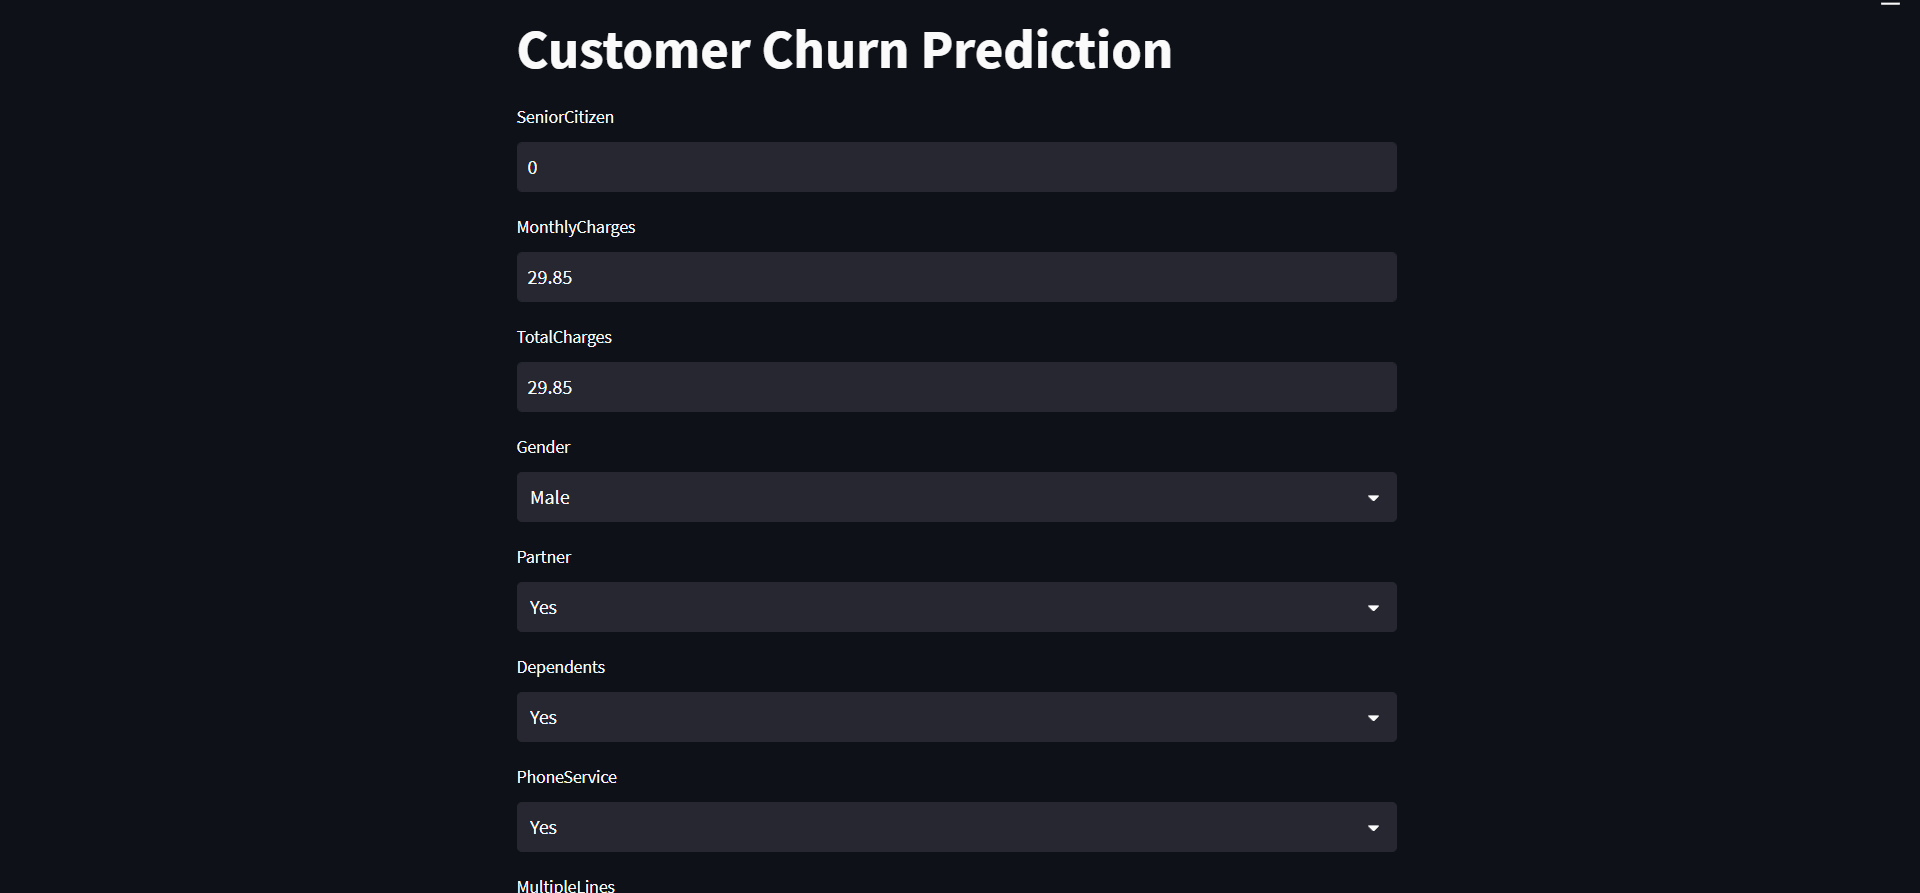 Customer Churn Prediction
SeniorCitizen
0
MonthlyCharges
29.85
TotalCharges
29.85
Gender
Male
Partner
Yes
Dependents
Yes
PhoneService
Yes
MultipleLines